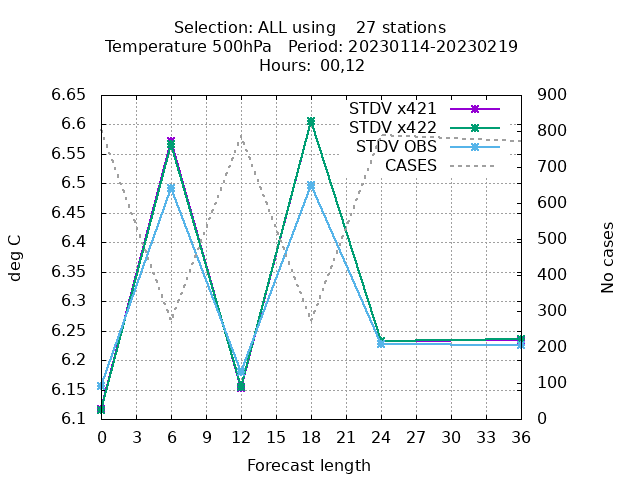 Selection: ALL using    27 stations
Temperature 500hPa   Period: 20230114-20230219
Hours:  00,12
6.65
6.6
6.55
6.5
6.45
6.4
6.35
6.3
6.25
6.2
6.15
6.1
deg C
STDV x421
STDV x422
STDV OBS
CASES
900
800
700
600
500
400
300
200
100
0
No cases
0 3 6 9 12 15 18 21 24 27 30 33 36
Forecast length